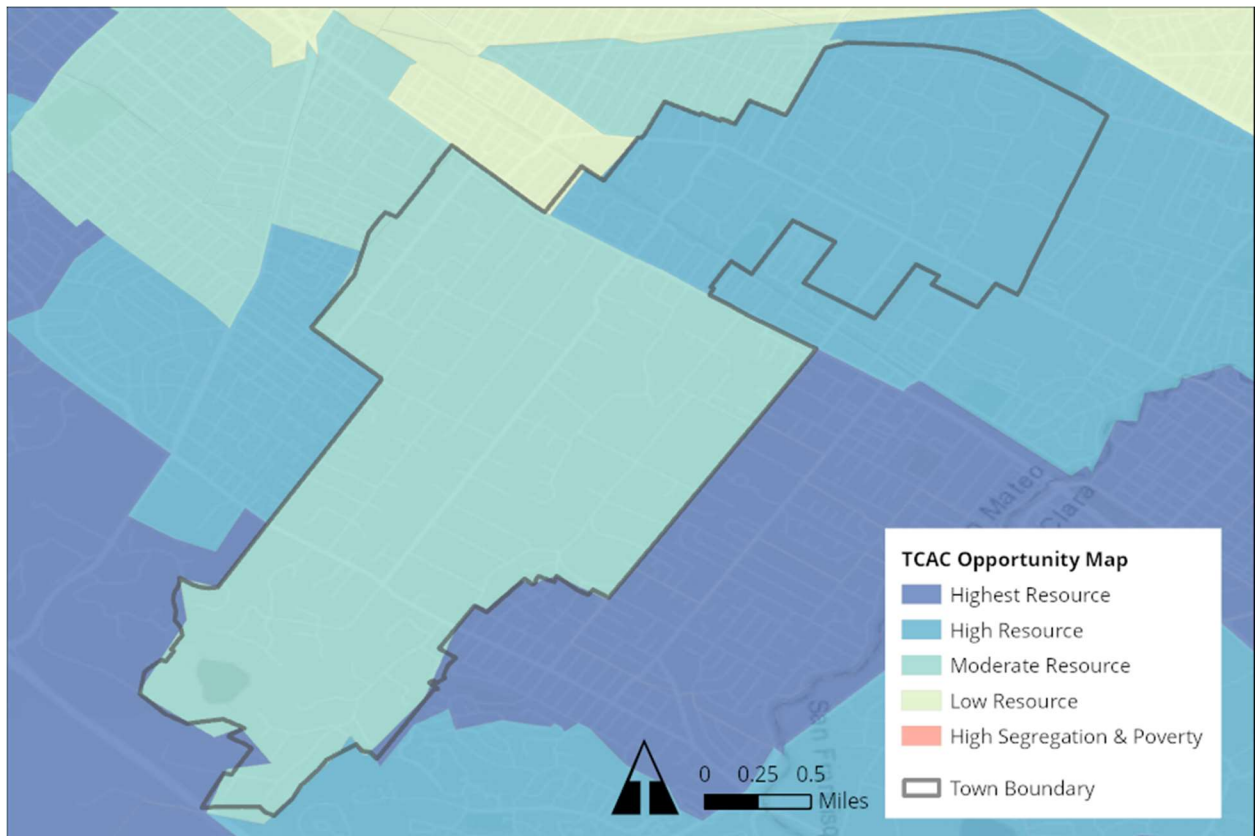 San Mateo
Clara
TCAC Opportunity Map
Highest Resource
High Resource
Moderate Resource
Low Resource
High Segregation & Poverty
Town Boundary
0 0.25 0.5
Miles